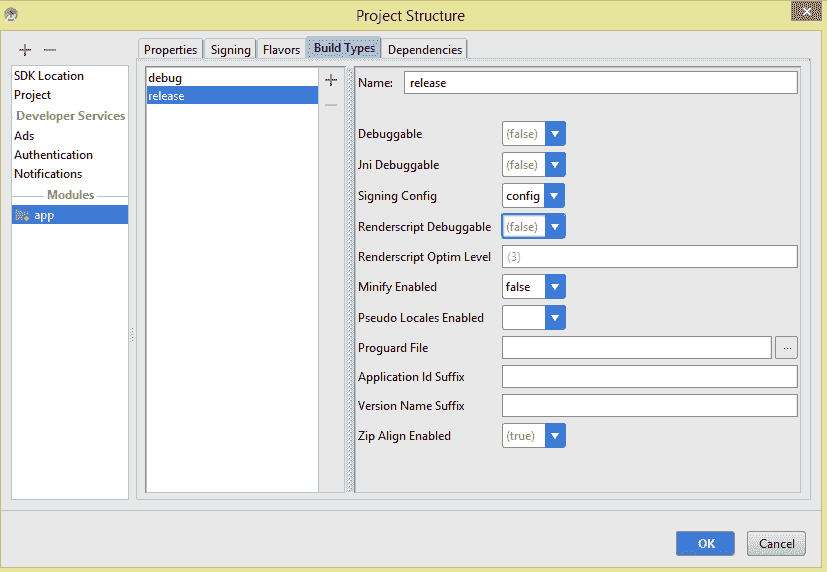 Project Structure
Properties Signing Flavors Build Types Dependencies
SDK Location
Project
Developer Services
Ads
Authentication
Notifications
Modules
app
debug
release
Name: release
Debuggable (false)
Jni Debuggable (false)
Signing Config config
Renderscript Debuggable (false)
Renderscript Optim Level (3)
Minify Enabled false
Pseudo Locales Enabled
Proguard File ...
Application Id Suffix
Version Name Suffix
Zip Align Enabled (true)
OK Cancel